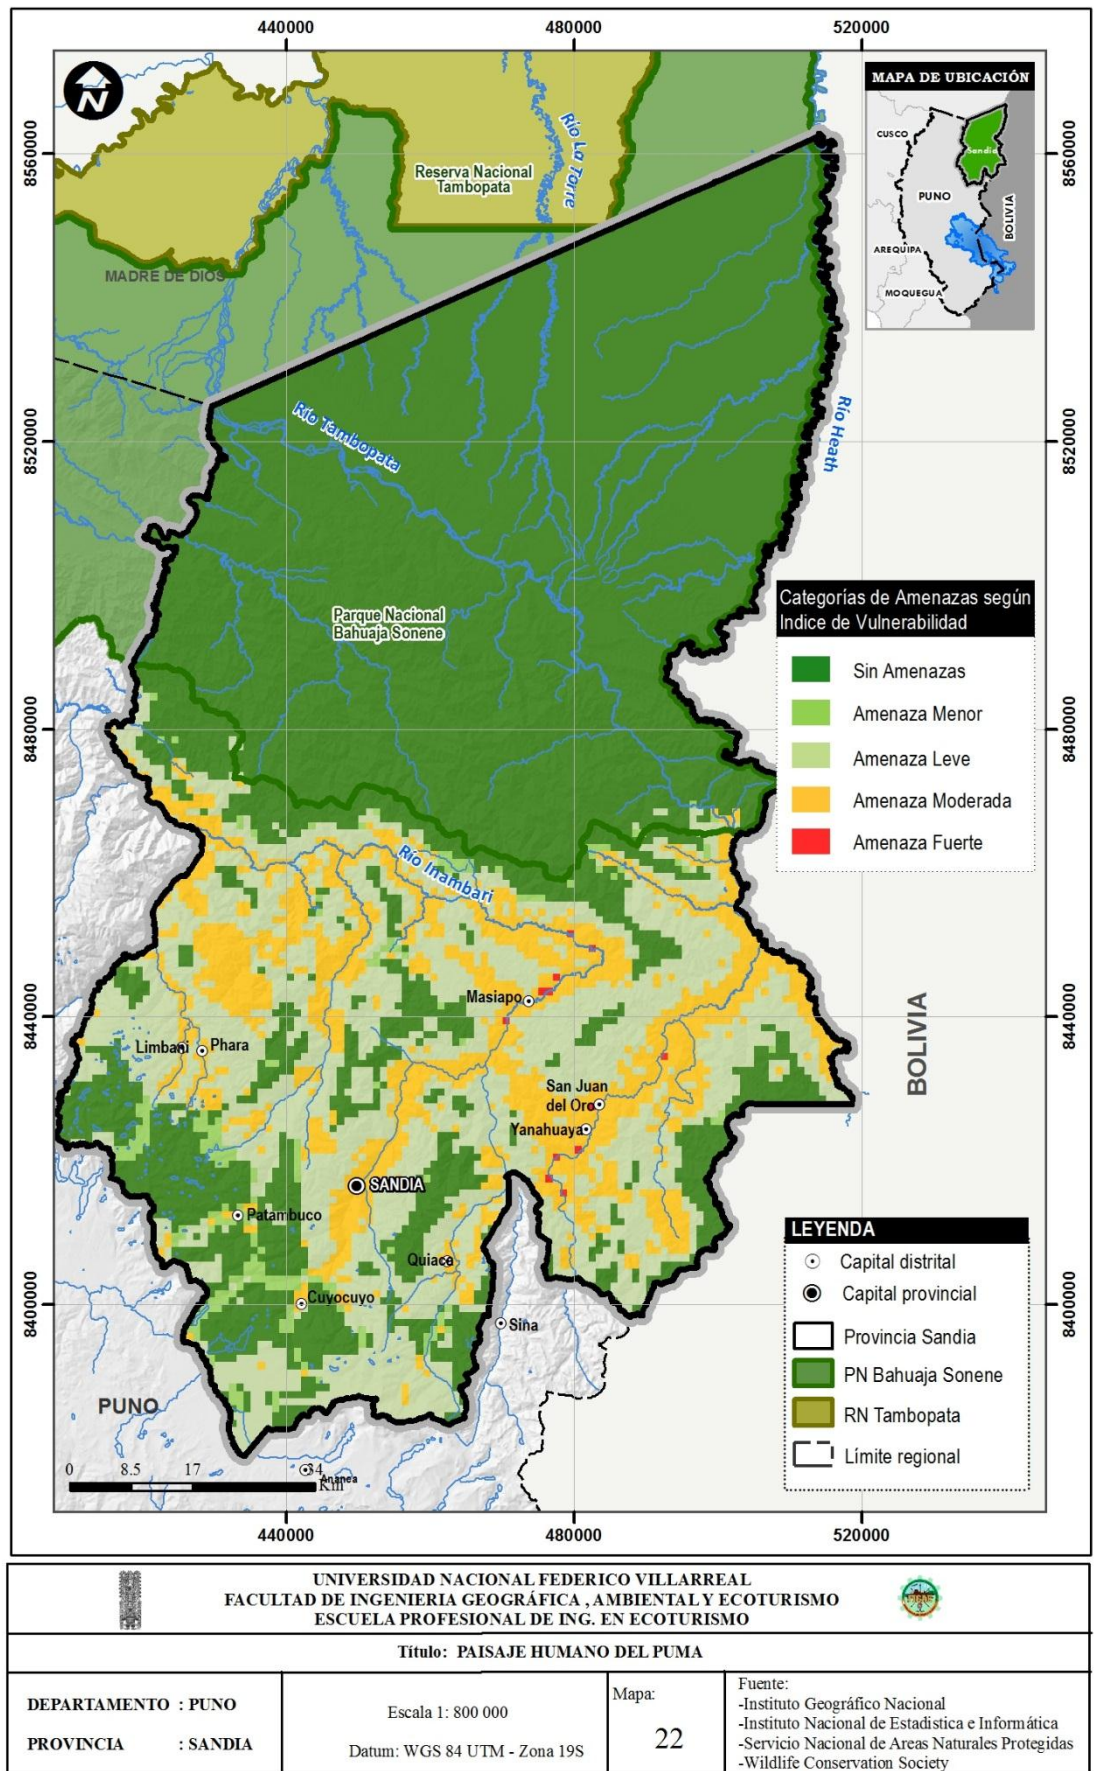 440000
480000
520000
MAPA DE UBICACIÓN
CUSCO
Sandia
PUNO
BOLIVIA
AREQUIPA
MOQUEGUA
8560000
8560000
Río La Torre
Reserva Nacional
Tambopata
MADRE DE DIOS
Río Tambopata
Río Heath
8520000
8520000
Parque Nacional
Bahuaja Sonene
Categorías de Amenazas según
Indice de Vulnerabilidad
Sin Amenazas
Amenaza Menor
Amenaza Leve
Amenaza Moderada
Amenaza Fuerte
8480000
8480000
Río Inambari
Masiapo
8440000
8440000
BOLIVIA
Limbani
Phara
San Juan
del Oro
Yanahuaya
SANDIA
Patambuco
Quiaca
Cuyocuyo
Sina
8400000
8400000
LEYENDA
Capital distrital
Capital provincial
Provincia Sandia
PN Bahuaja Sonene
RN Tambopata
Límite regional
PUNO
0 8.5 17 34
Km
Ananea
440000
480000
520000
UNIVERSIDAD NACIONAL FEDERICO VILLARREAL
FACULTAD DE INGENIERIA GEOGRÁFICA , AMBIENTAL Y ECOTURISMO
ESCUELA PROFESIONAL DE ING. EN ECOTURISMO
Título: PAISAJE HUMANO DEL PUMA
DEPARTAMENTO : PUNO
PROVINCIA : SANDIA
Escala 1: 800 000
Datum: WGS 84 UTM - Zona 19S
Mapa:
22
Fuente:
-Instituto Geográfico Nacional
-Instituto Nacional de Estadistica e Informática
-Servicio Nacional de Areas Naturales Protegidas
-Wildlife Conservation Society
N